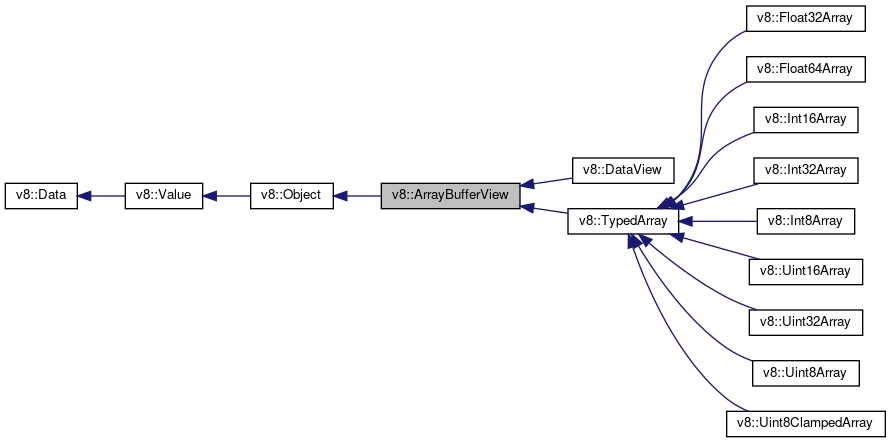 v8::Float32Array
v8::Float64Array
v8::Int16Array
v8::DataView
v8::Int32Array
v8::Data
v8::Value
v8::Object
v8::ArrayBufferView
v8::TypedArray
v8::Int8Array
v8::Uint16Array
v8::Uint32Array
v8::Uint8Array
v8::Uint8ClampedArray